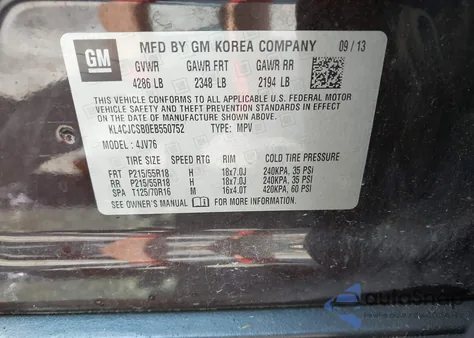 GM
MFD BY GM KOREA COMPANY 09/13
GVWR GAWR FRT GAWR RR
4286 LB 2348 LB 2194 LB
THIS VEHICLE CONFORMS TO ALL APPLICABLE U.S. FEDERAL MOTOR
VEHICLE SAFETY, BUMPER, AND THEFT PREVENTION STANDARDS IN EFFECT
ON THE DATE OF MANUFACTURE SHOWN ABOVE.
KL4CJCSB0EB550752 TYPE: MPV
MODEL: 4JV76
TIRE SIZE SPEED RTG RIM COLD TIRE PRESSURE
FRT P215/55R18 H 18x7.0J 240KPA, 35 PSI
RR P215/55R18 H 18x7.0J 240KPA, 35 PSI
SPA T125/70R16 M 16x4.0T 420KPA, 60 PSI
SEE OWNER'S MANUAL FOR MORE INFORMATION.
autoSnap